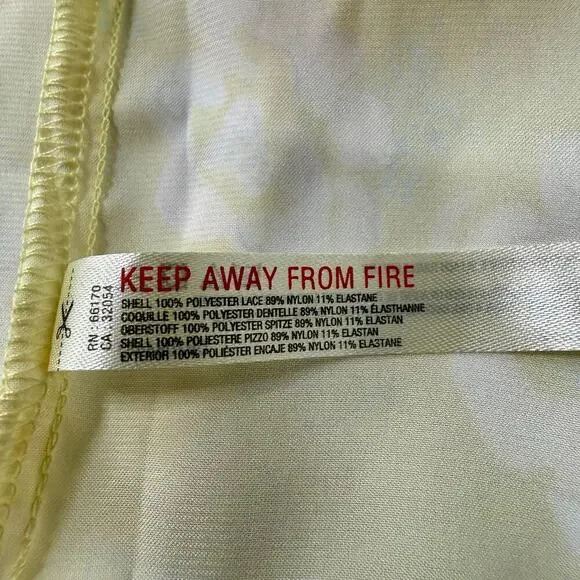 KEEP AWAY FROM FIRE
SHELL 100% POLYESTER LACE 89% NYLON 11% ELASTANE
COQUILLE 100% POLYESTER DENTELLE 89% NYLON 11% ELASTHANNE
OBERSTOFF 100% POLYESTER SPITZE 89% NYLON 11% ELASTAN
SHELL 100% POLIESTERE PIZZO 89% NYLON 11% ELASTAN
EXTERIOR 100% POLIÉSTER ENCAJE 89% NYLON 11% ELASTANE
RN : 66170
CA : 32054